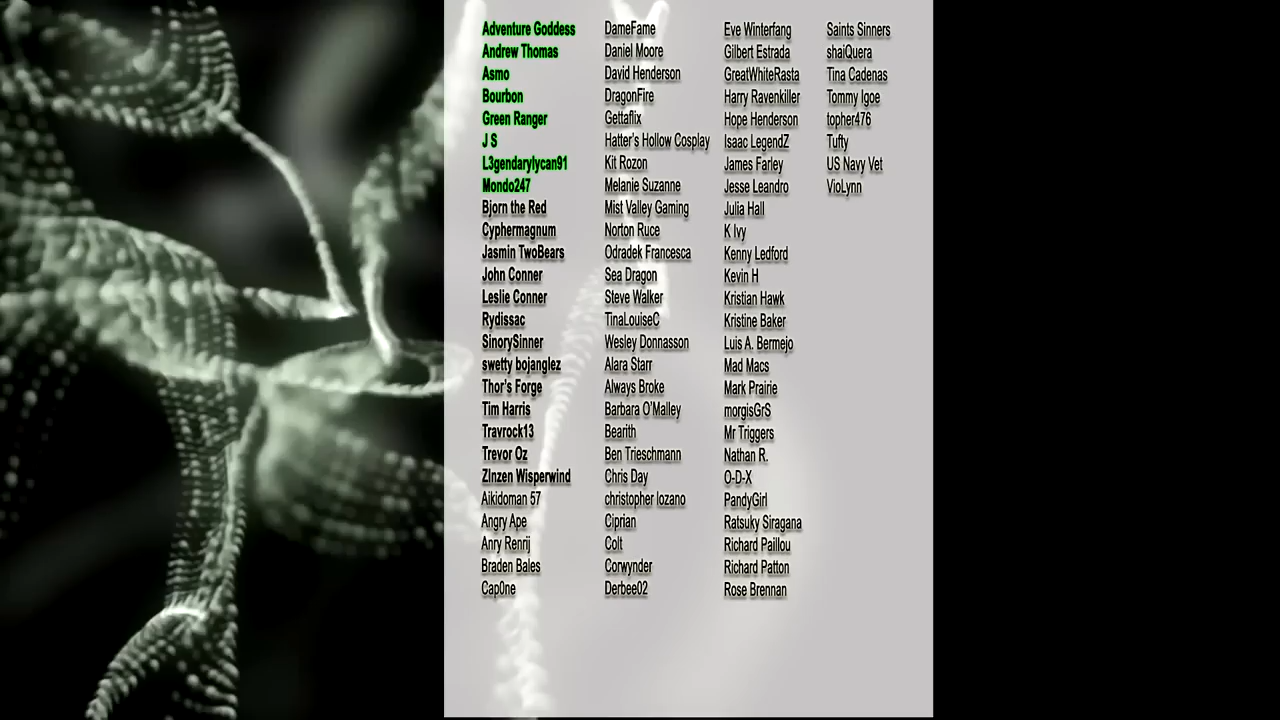 Adventure Goddess
Andrew Thomas
Asmo
Bourbon
Green Ranger
J S
L3gendarylycan91
Mondo247
Bjorn the Red
Cyphermagnum
Jasmin TwoBears
John Conner
Leslie Conner
Rydissac
SinorySinner
swetty bojanglez
Thor's Forge
Tim Harris
Travrock13
Trevor Oz
ZInzen Wisperwind
Aikidoman 57
Angry Ape
Anry Renrij
Braden Bales
Cap0ne
DameFame
Daniel Moore
David Henderson
DragonFire
Gettaflix
Hatter's Hollow Cosplay
Kit Rozon
Melanie Suzanne
Mist Valley Gaming
Norton Ruce
Odradek Francesca
Sea Dragon
Steve Walker
TinaLouiseC
Wesley Donnasson
Alara Starr
Always Broke
Barbara O'Malley
Bearith
Ben Trieschmann
Chris Day
christopher lozano
Ciprian
Colt
Corwynder
Derbee02
Eve Winterfang
Gilbert Estrada
GreatWhiteRasta
Harry Ravenkiller
Hope Henderson
Isaac LegendZ
James Farley
Jesse Leandro
Julia Hall
K Ivy
Kenny Ledford
Kevin H
Kristian Hawk
Kristine Baker
Luis A. Bermejo
Mad Macs
Mark Prairie
morgisGrS
Mr Triggers
Nathan R.
O-D-X
PandyGirl
Ratsuky Siragana
Richard Paillou
Richard Patton
Rose Brennan
Saints Sinners
shaiQuera
Tina Cadenas
Tommy Igoe
topher476
Tufty
US Navy Vet
VioLynn